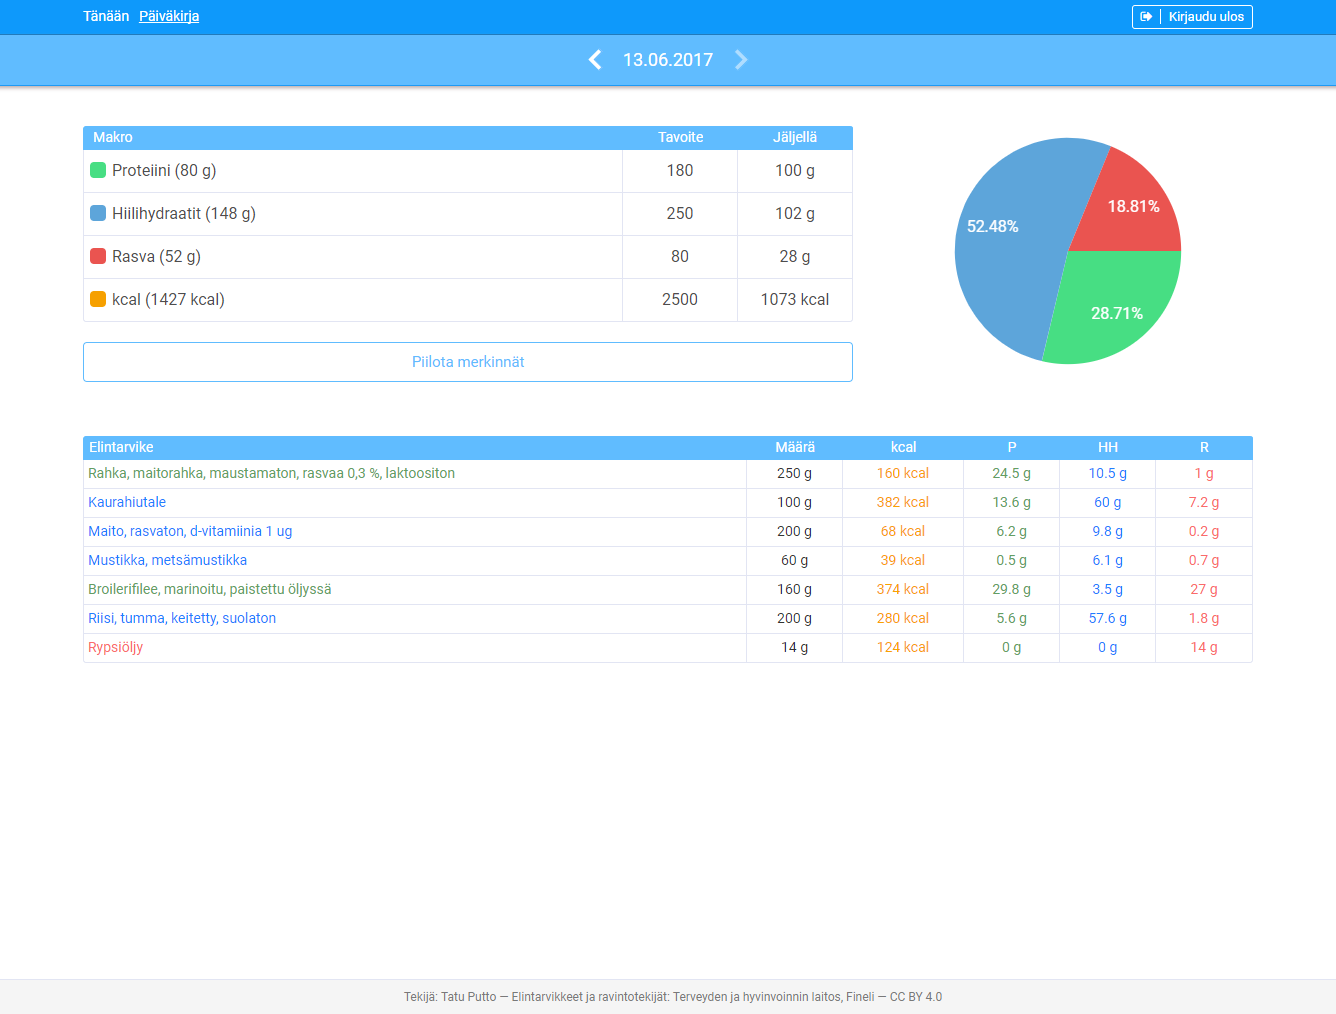 Tänään Päiväkirja Kirjaudu ulos
13.06.2017
Makro Tavoite Jäljellä
Proteiini (80 g) 180 100 g
Hiilihydraatit (148 g) 250 102 g
Rasva (52 g) 80 28 g
kcal (1427 kcal) 2500 1073 kcal
Piilota merkinnät
18.81%
52.48%
28.71%
Elintarvike Määrä kcal P HH R
Rahka, maitorahka, maustamaton, rasvaa 0,3 %, laktoositon 250 g 160 kcal 24.5 g 10.5 g 1 g
Kaurahiutale 100 g 382 kcal 13.6 g 60 g 7.2 g
Maito, rasvaton, d-vitamiinia 1 ug 200 g 68 kcal 6.2 g 9.8 g 0.2 g
Mustikka, metsämustikka 60 g 39 kcal 0.5 g 6.1 g 0.7 g
Broilerifilee, marinoitu, paistettu öljyssä 160 g 374 kcal 29.8 g 3.5 g 27 g
Riisi, tumma, keitetty, suolaton 200 g 280 kcal 5.6 g 57.6 g 1.8 g
Rypsiöljy 14 g 124 kcal 0 g 0 g 14 g
Tekijä: Tatu Putto — Elintarvikkeet ja ravintotekijät: Terveyden ja hyvinvoinnin laitos, Fineli — CC BY 4.0